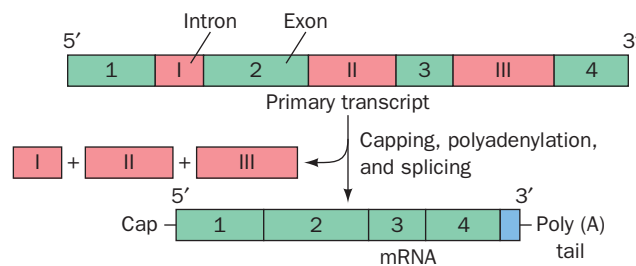 Intron Exon
5′ 3′
1 I 2 II 3 III 4
Primary transcript
Capping, polyadenylation,
and splicing
I + II + III
5′ 3′
Cap 1 2 3 4 Poly (A)
tail
mRNA